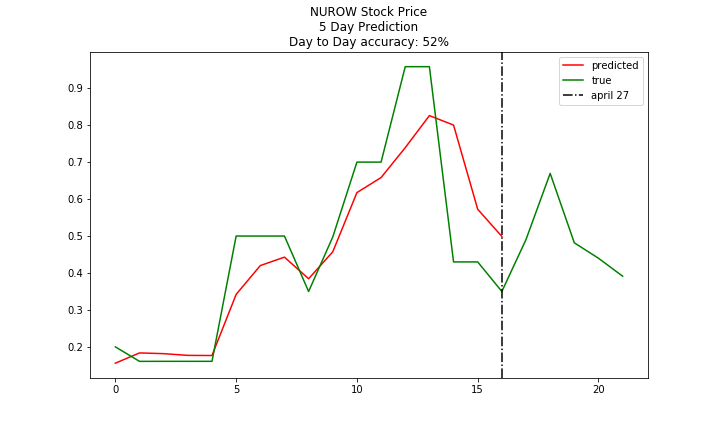 NUROW Stock Price
5 Day Prediction
Day to Day accuracy: 52%
predicted
true
april 27
0.9
0.8
0.7
0.6
0.5
0.4
0.3
0.2
0 5 10 15 20